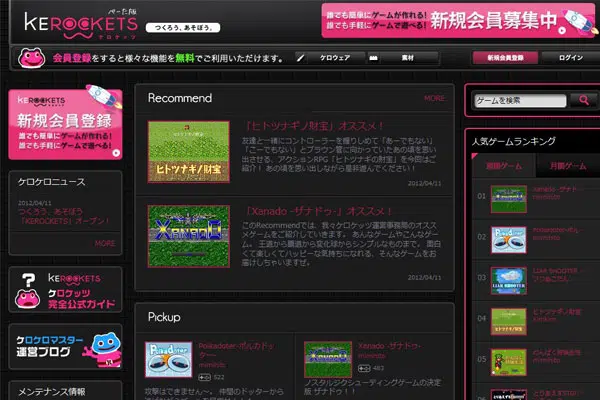 べーた版
KEROCKETS
ケロケッツ
つくろう、あそぼう。
誰でも簡単にゲームが作れる!
誰でも手軽にゲームで遊べる!
新規会員募集中
会員登録をすると様々な機能を無料でご利用いただけます。
ケロウェア
素材
新規会員登録
ログイン
KEROCKETS
新規会員登録
誰でも簡単にゲームが作れる!
誰でも手軽にゲームで遊べる!
ケロケロニュース
2012/04/11
つくろう、あそぼう
「KEROCKETS」オープン!
MORE
KEROCKETS
ケロケッツ
完全公式ガイド
ケロケロマスター
運営ブログ
メンテナンス情報
Recommend
MORE
「ヒトツナギノ財宝」オススメ!
友達と一緒にコントローラーを握りしめて「あーでもない」
「こーでもない」とブラウン管に向かっていたあの頃を思い
出させる、アクションRPG「ヒトツナギの財宝」を今回はご
紹介!あの頃を思い出しながら是非遊んでください!
2012/04/11
ヒトツナギノ財宝
「Xanado -ザナドゥ-」オススメ!
このRecommendでは、我々ケロケッツ運営事務局のオスス
メゲームをご紹介していきます。 あんなゲームやこんなゲー
ム。 王道から覇道から変化球からシンプルなものまで。 面白
くて楽しくてハッピーな気持ちになれる、そんなゲームをお
届けしちゃいますぜ。
2012/04/11
XANADO
Pickup
Polkadoter-ポルカドッ
ター-
mimisto
522
攻撃はできません~、仲間のドッターから
Xanado -ザナドゥ-
mimisto
482
ノスタルジクシューティングゲームの決定
版 ザナドゥ!!
ゲームを検索
人気ゲームランキング
週間ゲーム
月間ゲーム
01
Xanado -ザナドゥ-
mimisto
02
Polkadoter-ポルカド
mimisto
03
LIAR SHOOTER
04
ヒトツナギノ財宝
05
06